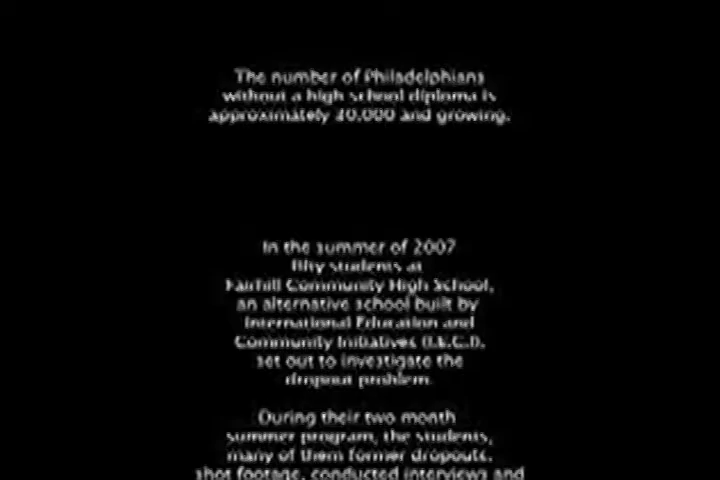 The number of Philadelphians
without a high school diploma is
approximately 30,000 and growing.
In the summer of 2007
fifty students at
Fairhill Community High School,
an alternative school built by
International Education and
Community Initiatives (I.E.C.I),
set out to investigate the
dropout problem.
During their two month
summer program, the students,
many of them former dropouts,
shot footage, conducted interviews and